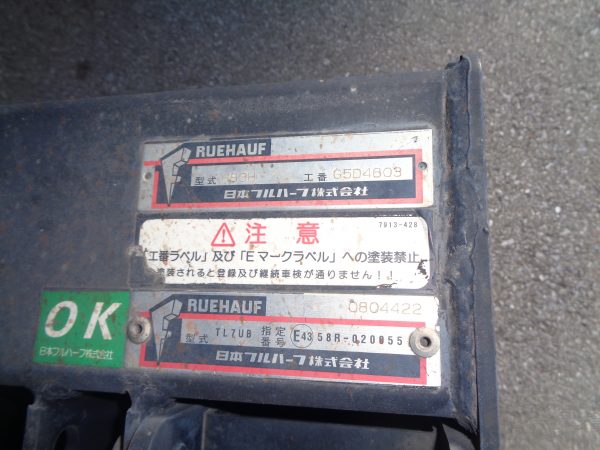 RUEHAUF
型式 93H 工番 G5D4803
日本フルハーフ株式会社
7913-428
注意
「工番ラベル」及び「Eマークラベル」への塗装禁止
塗装されると登録及び継続車検が通りません!!
RUEHAUF 0804422
型式 TL7UB 指定番号 E43 58R-020055
日本フルハーフ株式会社
OK
日本フルハーフ株式会社